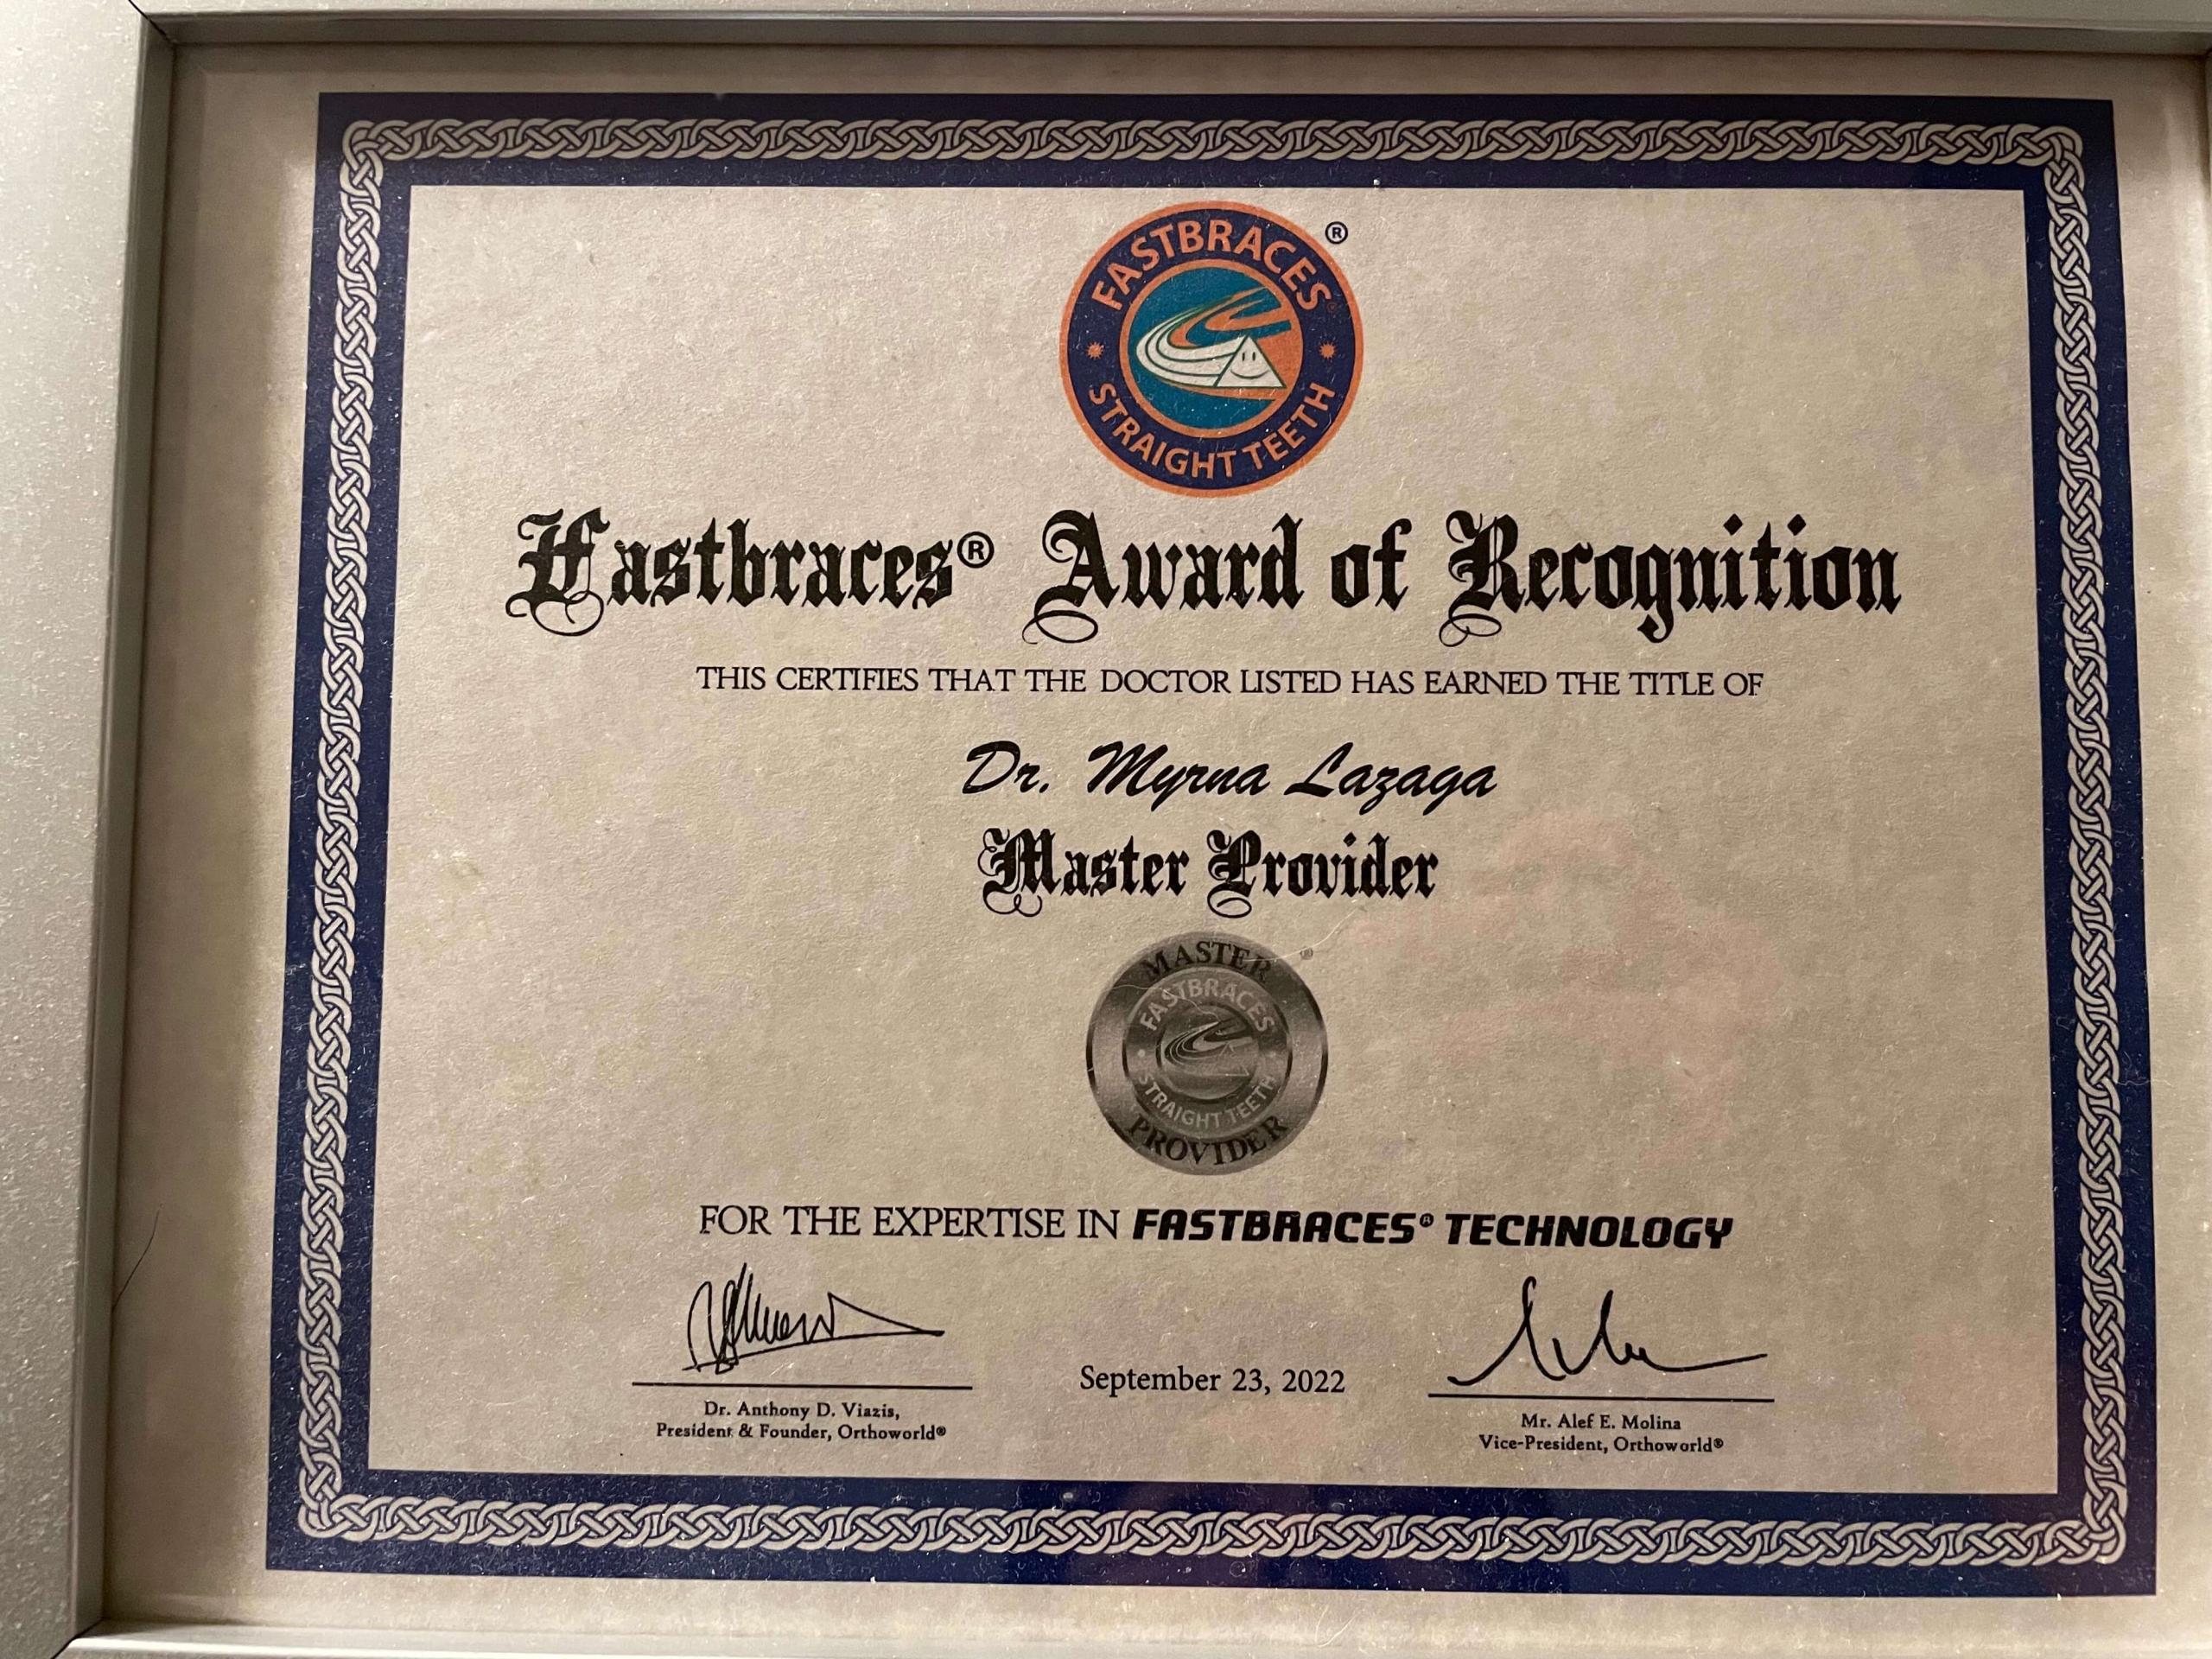 FASTBRACES ®
STRAIGHT TEETH
Fastbraces® Award of Recognition
THIS CERTIFIES THAT THE DOCTOR LISTED HAS EARNED THE TITLE OF
Dr. Myrna Lazaga
Master Provider
MASTER ®
FASTBRACES
STRAIGHT TEETH
PROVIDER
FOR THE EXPERTISE IN FASTBRACES® TECHNOLOGY
September 23, 2022
Dr. Anthony D. Viazis,
President & Founder, Orthoworld®
Mr. Alef E. Molina
Vice-President, Orthoworld®